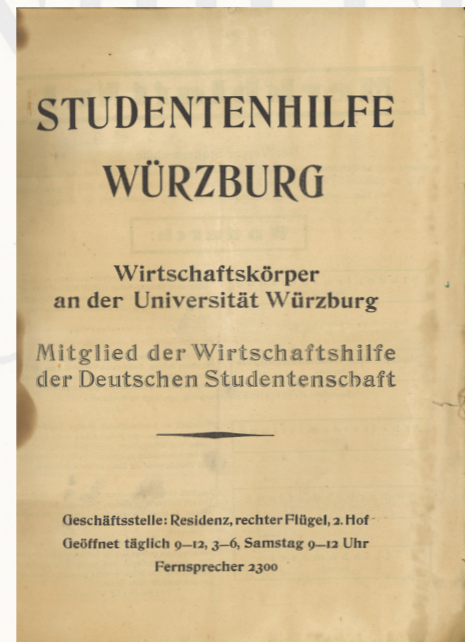 STUDENTENHILFE
WÜRZBURG
Wirtschaftskörper
an der Universität Würzburg
Mitglied der Wirtschaftshilfe
der Deutschen Studentenschaft
Geschäftsstelle: Residenz, rechter Flügel, 2. Hof
Geöffnet täglich 9—12, 3—6, Samstag 9—12 Uhr
Fernsprecher 2300